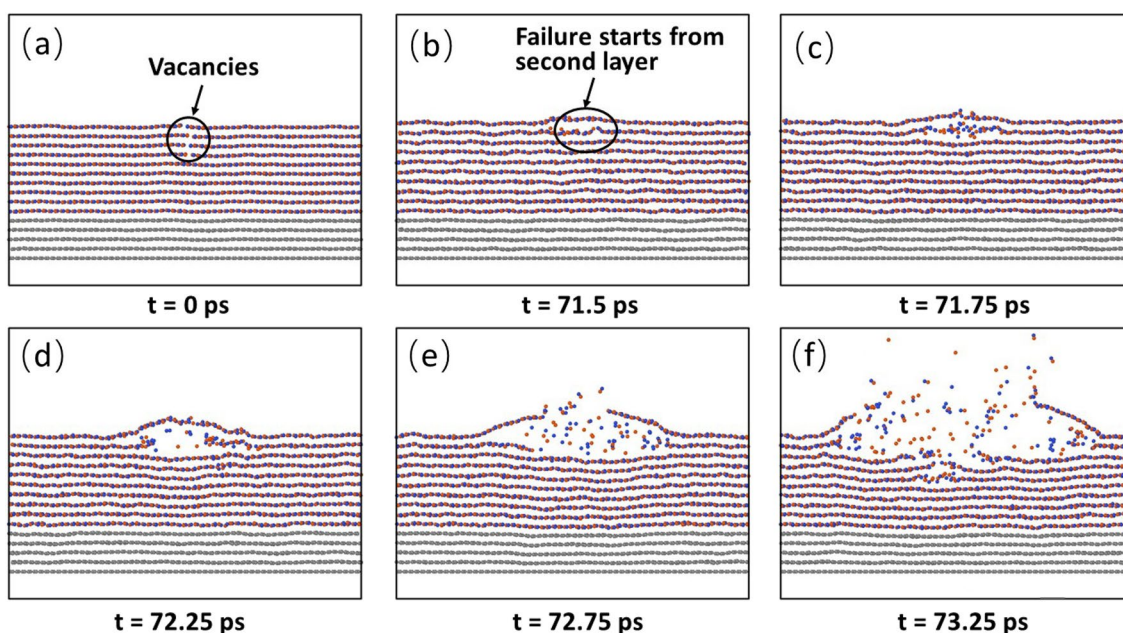 (a)
Vacancies
t = 0 ps
(b)
Failure starts from
second layer
t = 71.5 ps
(c)
t = 71.75 ps
(d)
t = 72.25 ps
(e)
t = 72.75 ps
(f)
t = 73.25 ps